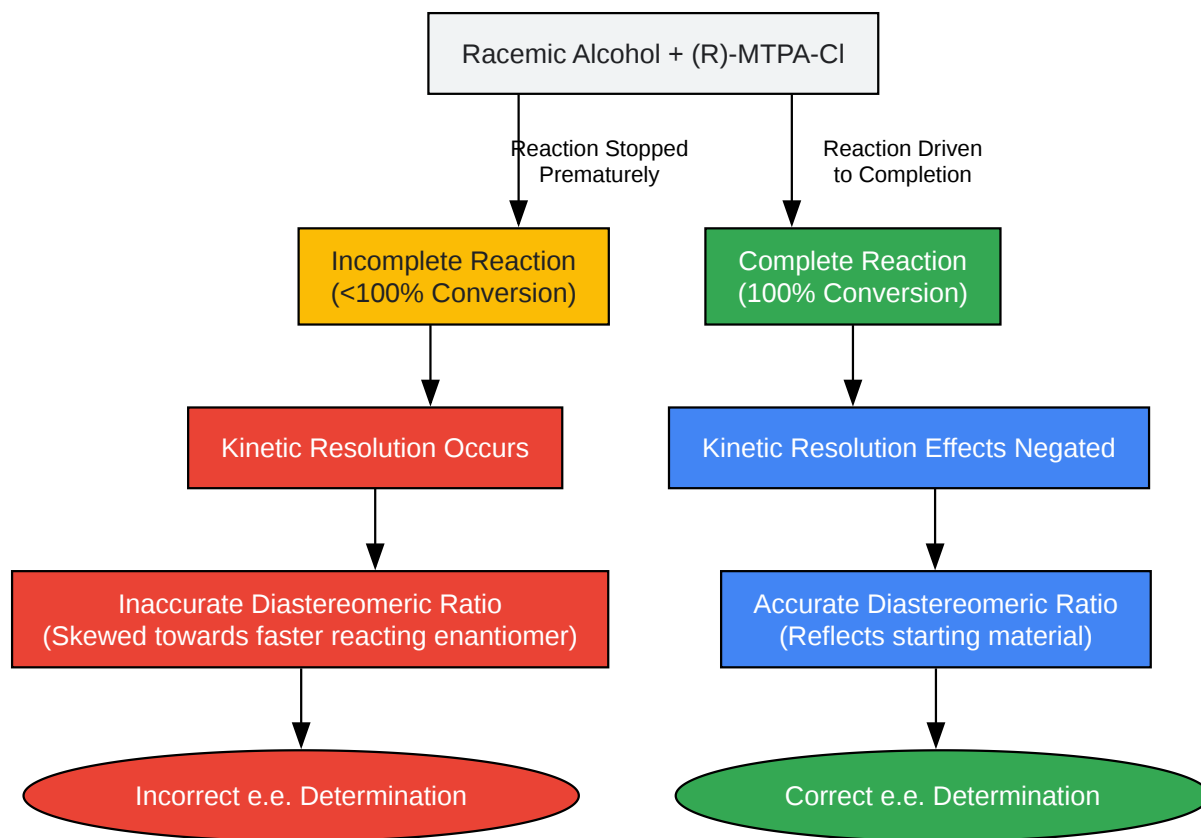 Racemic Alcohol + (R)-MTPA-Cl
Reaction Stopped
Prematurely
Reaction Driven
to Completion
Incomplete Reaction
(<100% Conversion)
Complete Reaction
(100% Conversion)
Kinetic Resolution Occurs
Kinetic Resolution Effects Negated
Inaccurate Diastereomeric Ratio
(Skewed towards faster reacting enantiomer)
Accurate Diastereomeric Ratio
(Reflects starting material)
Incorrect e.e. Determination
Correct e.e. Determination